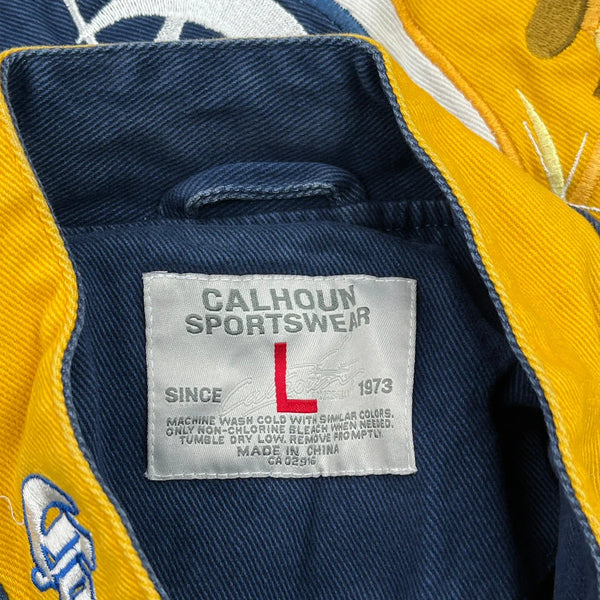 CALHOUN
SPORTSWEAR
L
SINCE 1973
MACHINE WASH COLD WITH SIMILAR COLORS.
ONLY NON-CHLORINE BLEACH WHEN NEEDED.
TUMBLE DRY LOW. REMOVE PROMPTLY.
MADE IN CHINA
CA 02916